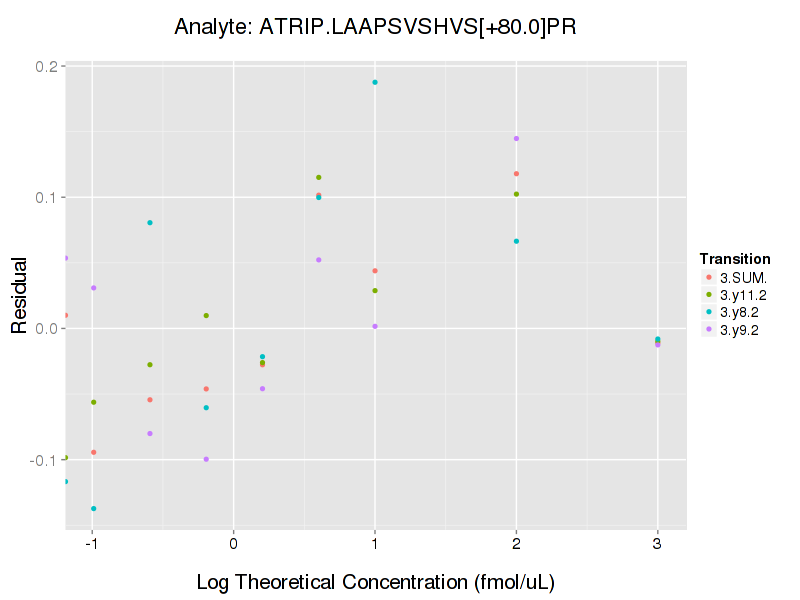 Analyte: ATRIP.LAAPSVSHVS[+80.0]PR
Residual
0.2
0.1
0.0
-0.1
-1 0 1 2 3
Log Theoretical Concentration (fmol/uL)
Transition
3.SUM.
3.y11.2
3.y8.2
3.y9.2